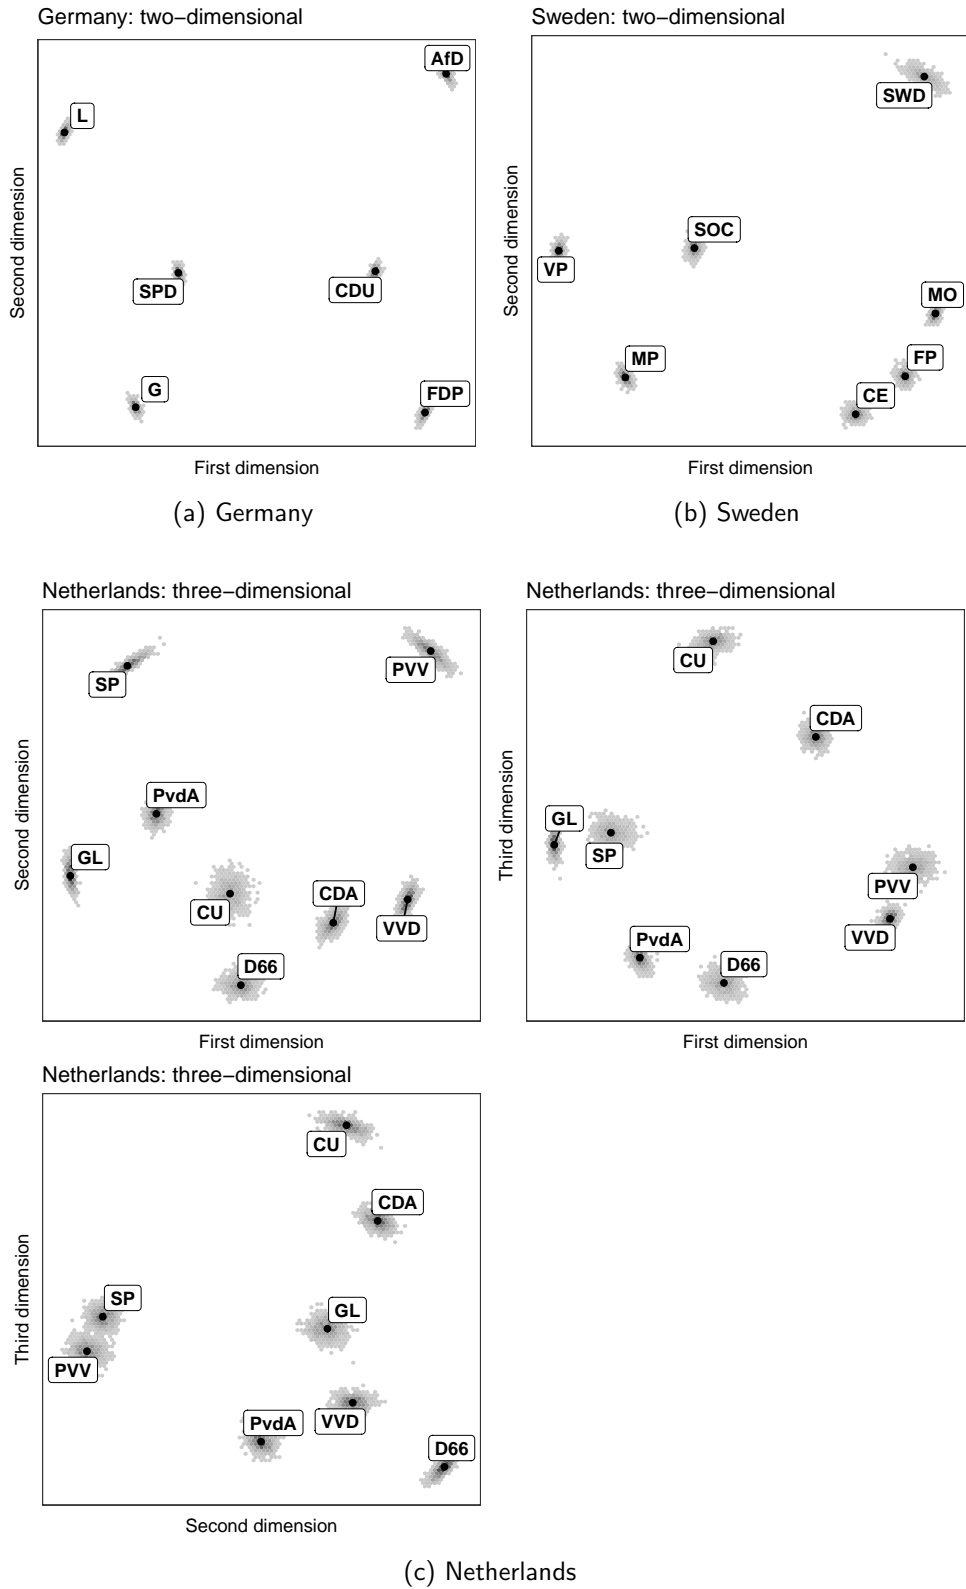 Germany: two−dimensional
AfD
L
SPD
CDU
G
FDP
Second dimension
First dimension
(a) Germany
Sweden: two−dimensional
SWD
SOC
VP
MO
MP
FP
CE
Second dimension
First dimension
(b) Sweden
Netherlands: three−dimensional
SP
PVV
PvdA
GL
CU
CDA
VVD
D66
Second dimension
First dimension
Netherlands: three−dimensional
CU
CDA
GL
SP
PVV
VVD
PvdA
D66
Third dimension
First dimension
Netherlands: three−dimensional
CU
CDA
SP
GL
PVV
PvdA
VVD
D66
Third dimension
Second dimension
(c) Netherlands